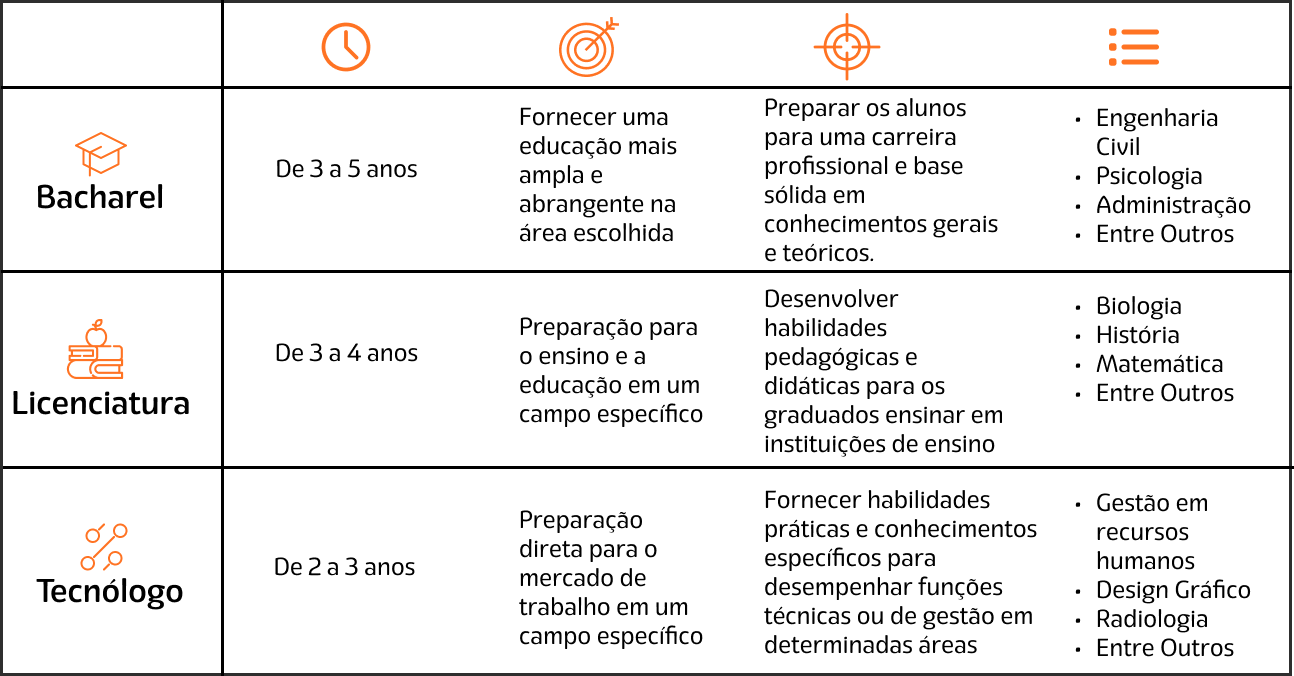 Bacharel
De 3 a 5 anos
Fornecer uma
educação mais
ampla e
abrangente na
área escolhida
Preparar os alunos
para uma carreira
profissional e base
sólida em
conhecimentos gerais
e teóricos.
• Engenharia
Civil
• Psicologia
• Administração
• Entre Outros
Licenciatura
De 3 a 4 anos
Preparação para
o ensino e a
educação em um
campo específico
Desenvolver
habilidades
pedagógicas e
didáticas para os
graduados ensinar em
instituições de ensino
• Biologia
• História
• Matemática
• Entre Outros
Tecnólogo
De 2 a 3 anos
Preparação
direta para o
mercado de
trabalho em um
campo específico
Fornecer habilidades
práticas e conhecimentos
específicos para
desempenhar funções
técnicas ou de gestão em
determinadas áreas
• Gestão em
recursos
humanos
• Design Gráfico
• Radiologia
• Entre Outros